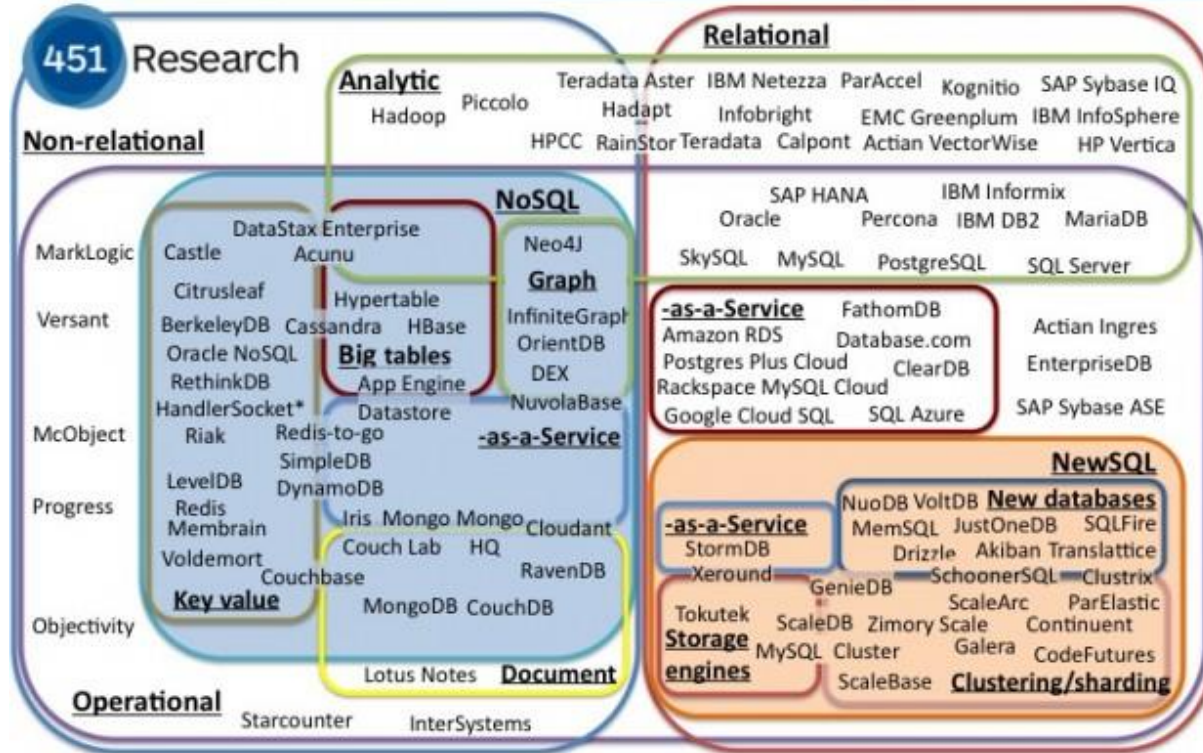 451 Research
Relational
Analytic
Teradata Aster IBM Netezza ParAccel Kognitio SAP Sybase IQ
Hadoop Piccolo Hadapt Infobright EMC Greenplum IBM InfoSphere
Non-relational
HPCC RainStor Teradata Calpont Actian VectorWise HP Vertica
NoSQL
SAP HANA IBM Informix
Oracle Percona IBM DB2 MariaDB
SkySQL MySQL PostgreSQL SQL Server
MarkLogic
Versant
McObject
Progress
Objectivity
DataStax Enterprise
Castle Acunu
Citrusleaf
Hypertable
BerkeleyDB Cassandra HBase
Oracle NoSQL Big tables
RethinkDB App Engine
HandlerSocket* Datastore
Riak Redis-to-go
-as-a-Service
SimpleDB
LevelDB DynamoDB
Redis
Membrain
Voldemort
Couchbase
Key value
Neo4J
Graph
InfiniteGraph
OrientDB
DEX
NuvolaBase
Iris Mongo Mongo Cloudant
Couch Lab HQ
RavenDB
MongoDB CouchDB
Lotus Notes Document
Operational
Starcounter InterSystems
-as-a-Service FathomDB
Amazon RDS Database.com
Postgres Plus Cloud ClearDB
Rackspace MySQL Cloud
Google Cloud SQL SQL Azure
Actian Ingres
EnterpriseDB
SAP Sybase ASE
NewSQL
NuoDB VoltDB New databases
MemSQL JustOneDB SQLFire
Drizzle Akiban Translattice
-as-a-Service
StormDB
Xeround
SchoonerSQL Clustrix
GenieDB
ScaleArc ParElastic
Tokutek ScaleDB Zimory Scale Continuent
Storage
engines
MySQL Cluster Galera CodeFutures
ScaleBase Clustering/sharding